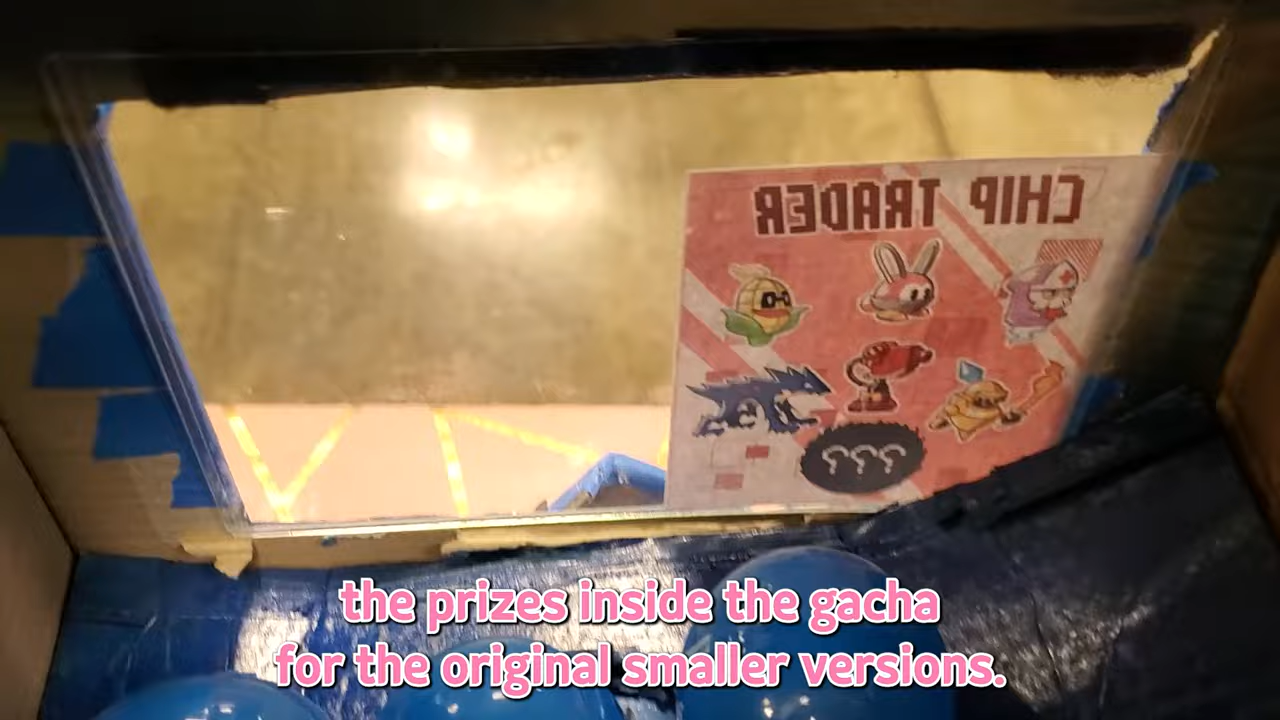 CHIP TRADER
???
the prizes inside the gacha
for the original smaller versions.